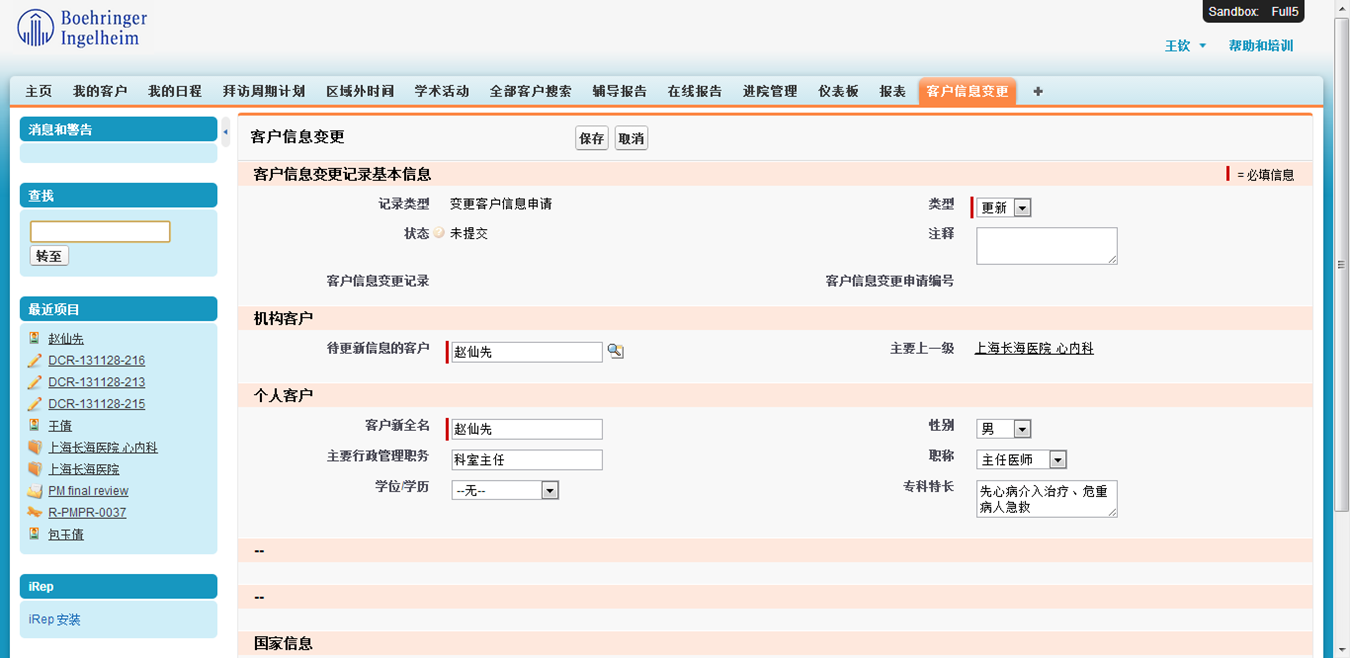 Boehringer
Ingelheim
Sandbox: Full5
王钦 帮助和培训
主页 我的客户 我的日程 拜访周期计划 区域外时间 学术活动 全部客户搜索 辅导报告 在线报告 进院管理 仪表板 报表 客户信息变更 +
消息和警告
查找
转至
最近项目
赵仙先
DCR-131128-216
DCR-131128-213
DCR-131128-215
王倩
上海长海医院 心内科
上海长海医院
PM final review
R-PMPR-0037
包玉倩
iRep
iRep 安装
客户信息变更 保存 取消
客户信息变更记录基本信息 = 必填信息
记录类型 变更客户信息申请 类型 更新
状态 未提交 注释
客户信息变更记录 客户信息变更申请编号
机构客户
待更新信息的客户 赵仙先 主要上一级 上海长海医院 心内科
个人客户
客户新全名 赵仙先 性别 男
主要行政管理职务 科室主任 职称 主任医师
学位/学历 --无-- 专科特长 先心病介入治疗、危重
病人急救
--
--
国家信息